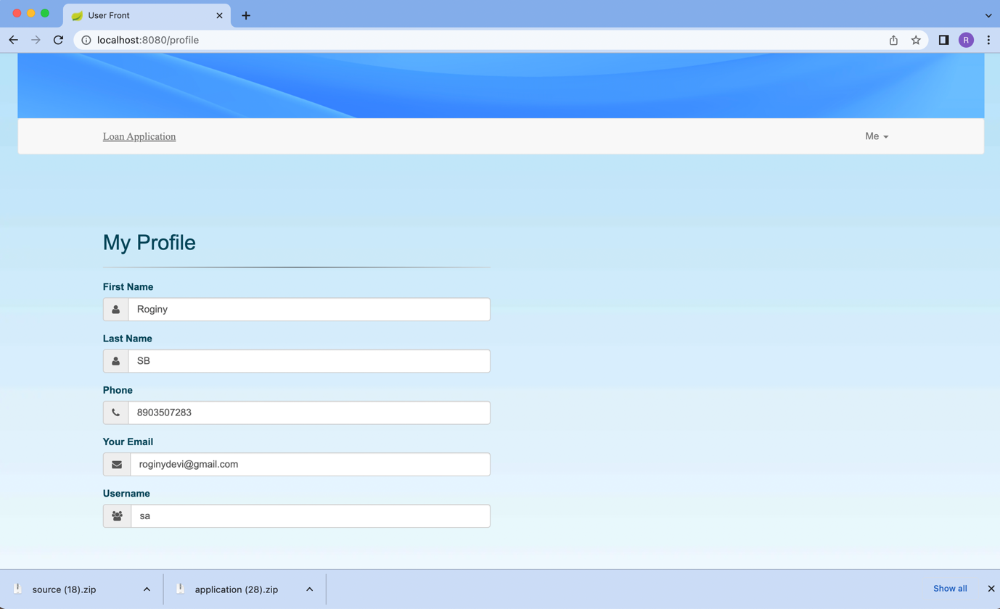 User Front
localhost:8080/profile
R
Loan Application
Me
My Profile
First Name
Roginy
Last Name
SB
Phone
8903507283
Your Email
roginydevi@gmail.com
Username
sa
source (18).zip
application (28).zip
Show all